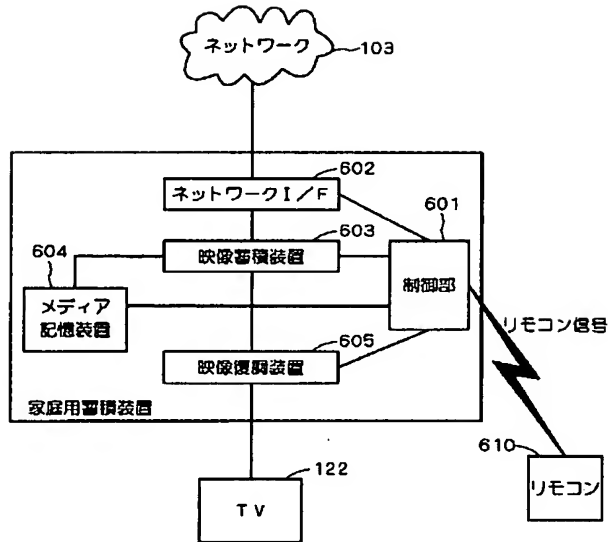 ネットワーク
103
602
ネットワークI/F
601
603
604
映像蓄積装置
制御部
メディア
記憶装置
リモコン信号
605
映像復調装置
家庭用蓄積装置
610
122
リモコン
TV